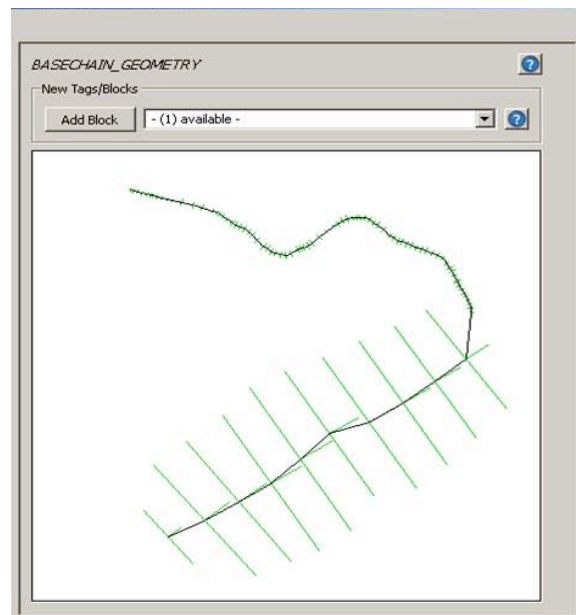 BASECHAIN_GEOMETRY
?
New Tags/Blocks
Add Block - (1) available - ?